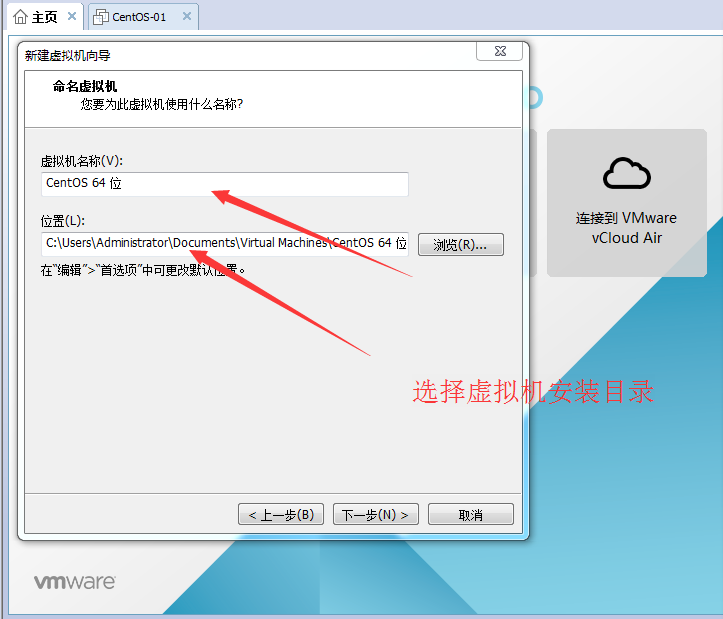 主页
CentOS-01
新建虚拟机向导
命名虚拟机
您要为此虚拟机使用什么名称?
虚拟机名称(V):
CentOS 64 位
位置(L):
C:\Users\Administrator\Documents\Virtual Machines\CentOS 64 位
浏览(R)...
在“编辑”>“首选项”中可更改默认位置。
连接到 VMware
vCloud Air
选择虚拟机安装目录
< 上一步(B)
下一步(N) >
取消
vmware